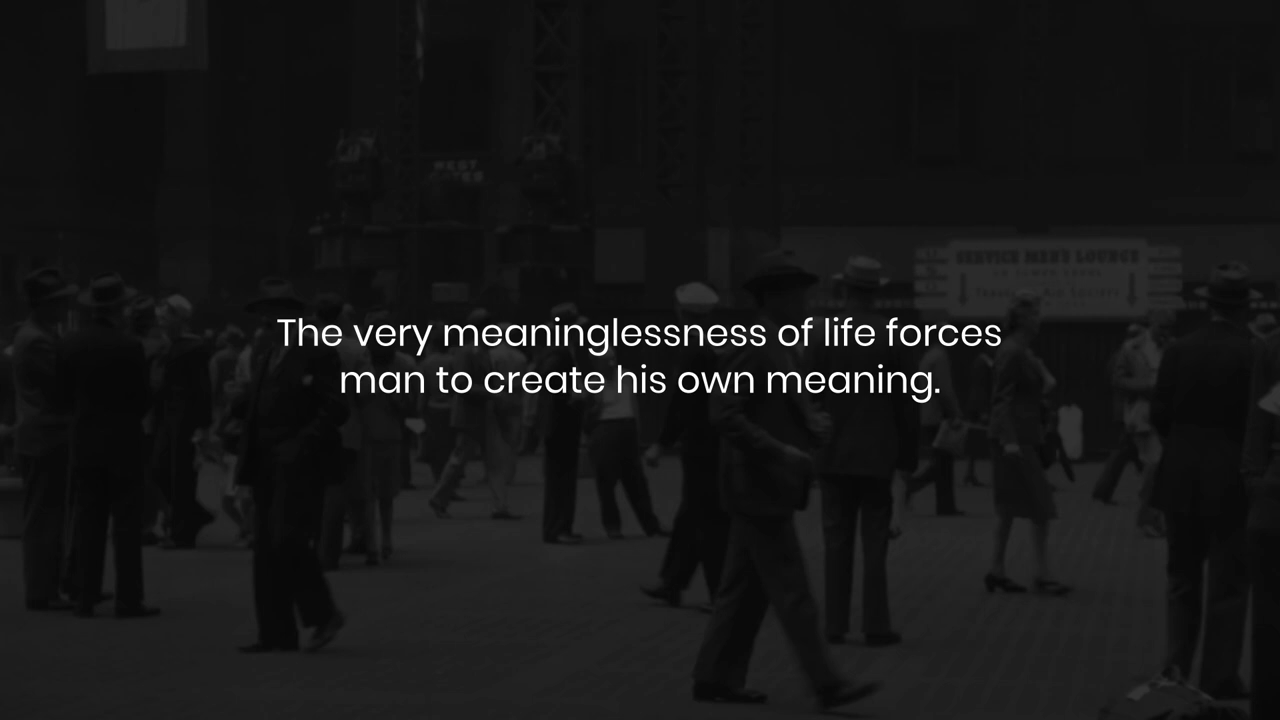 SERVICE MEN'S LOUNGE
The very meaninglessness of life forces
man to create his own meaning.